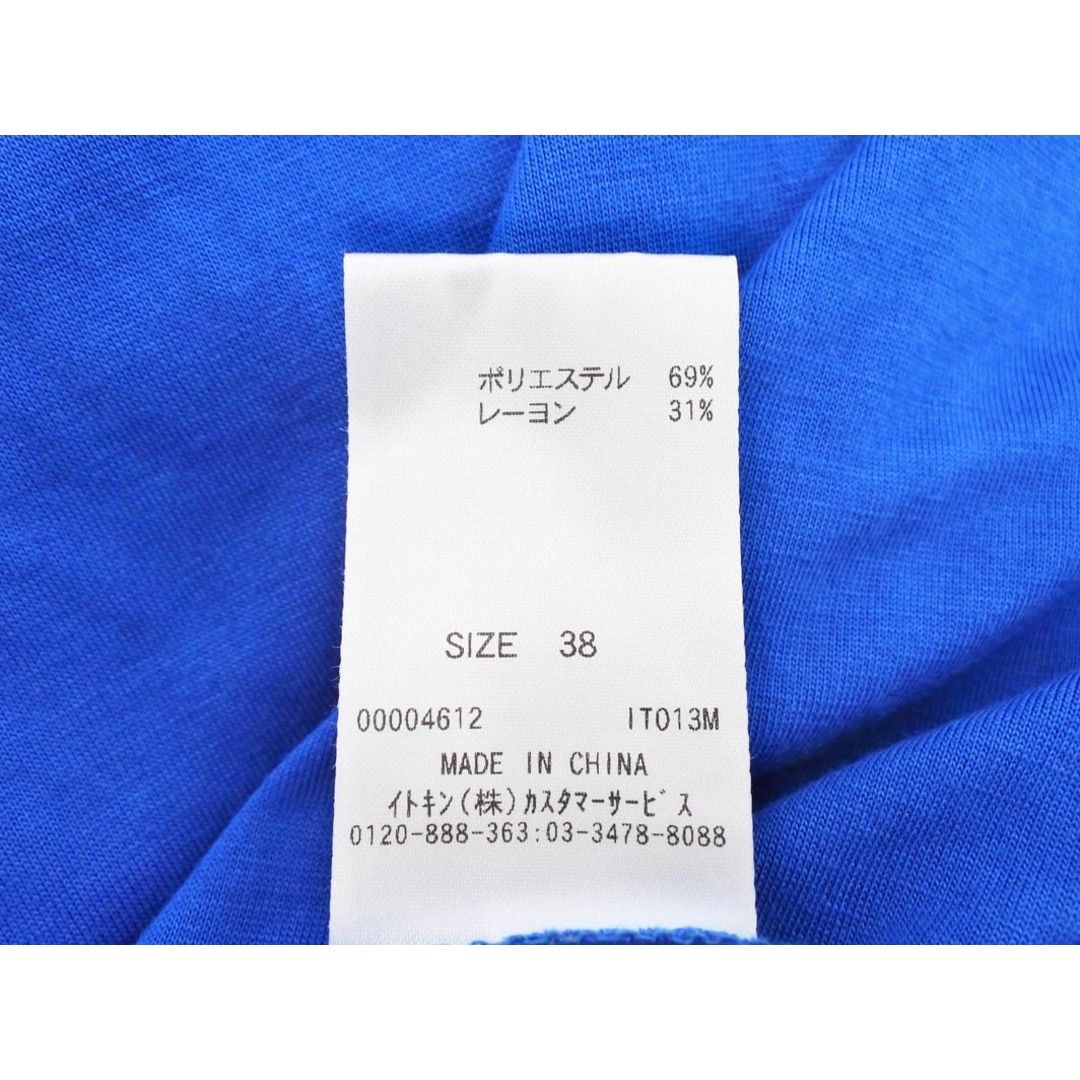 ポリエステル 69%
レーヨン 31%
SIZE 38
00004612 IT013M
MADE IN CHINA
イトキン(株)カスタマーサービス
0120-888-363:03-3478-8088